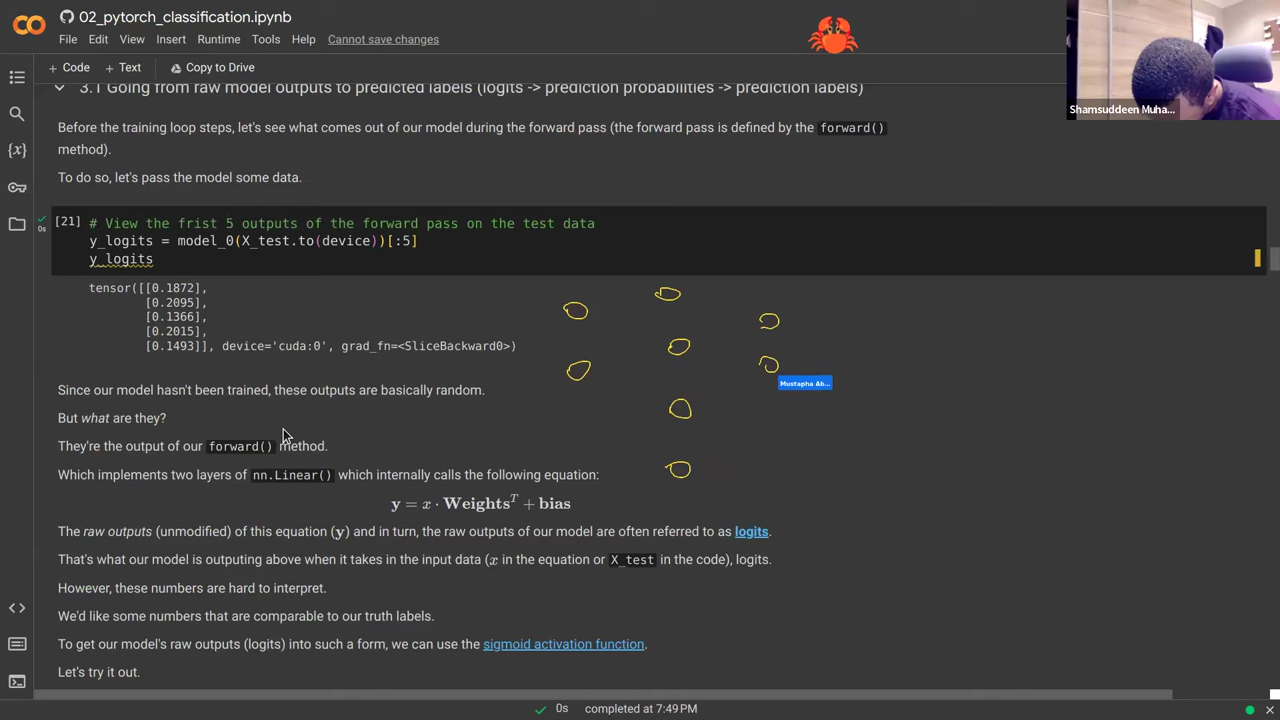 02_pytorch_classification.ipynb
File Edit View Insert Runtime Tools Help Cannot save changes
+ Code + Text Copy to Drive
3.1 Going from raw model outputs to predicted labels (logits -> prediction probabilities -> prediction labels)
Shamsuddeen Muha...
Before the training loop steps, let's see what comes out of our model during the forward pass (the forward pass is defined by the forward()
method).
To do so, let's pass the model some data.
[21] # View the frist 5 outputs of the forward pass on the test data
0s
y_logits = model_0(X_test.to(device))[:5]
y_logits
tensor([[0.1872],
[0.2095],
[0.1366],
[0.2015],
[0.1493]], device='cuda:0', grad_fn=<SliceBackward0>)
Mustapha Ab...
Since our model hasn't been trained, these outputs are basically random.
But what are they?
They're the output of our forward() method.
Which implements two layers of nn.Linear() which internally calls the following equation:
y = x · Weights^T + bias
The raw outputs (unmodified) of this equation (y) and in turn, the raw outputs of our model are often referred to as logits.
That's what our model is outputing above when it takes in the input data (x in the equation or X_test in the code), logits.
However, these numbers are hard to interpret.
We'd like some numbers that are comparable to our truth labels.
To get our model's raw outputs (logits) into such a form, we can use the sigmoid activation function.
Let's try it out.
0s completed at 7:49PM